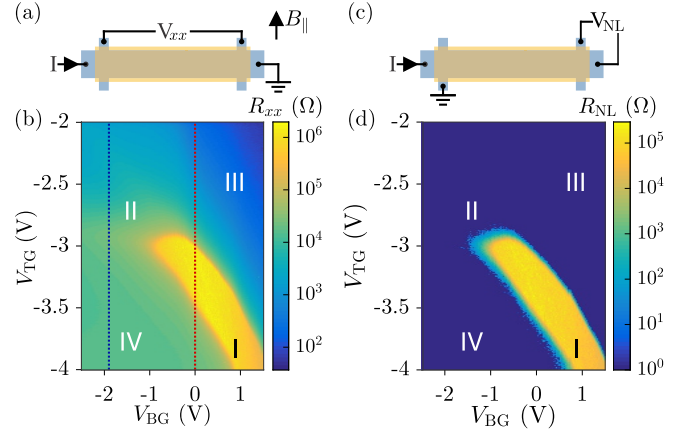 (a)
V_xx
B_∥
I
(b)
R_xx (Ω)
-2
-2.5
-3
-3.5
-4
V_TG (V)
II
III
IV
I
-2
-1
0
1
V_BG (V)
10^6
10^5
10^4
10^3
10^2
(c)
V_NL
I
(d)
R_NL (Ω)
-2
-2.5
-3
-3.5
-4
V_TG (V)
II
III
IV
I
-2
-1
0
1
V_BG (V)
10^5
10^4
10^3
10^2
10^1
10^0